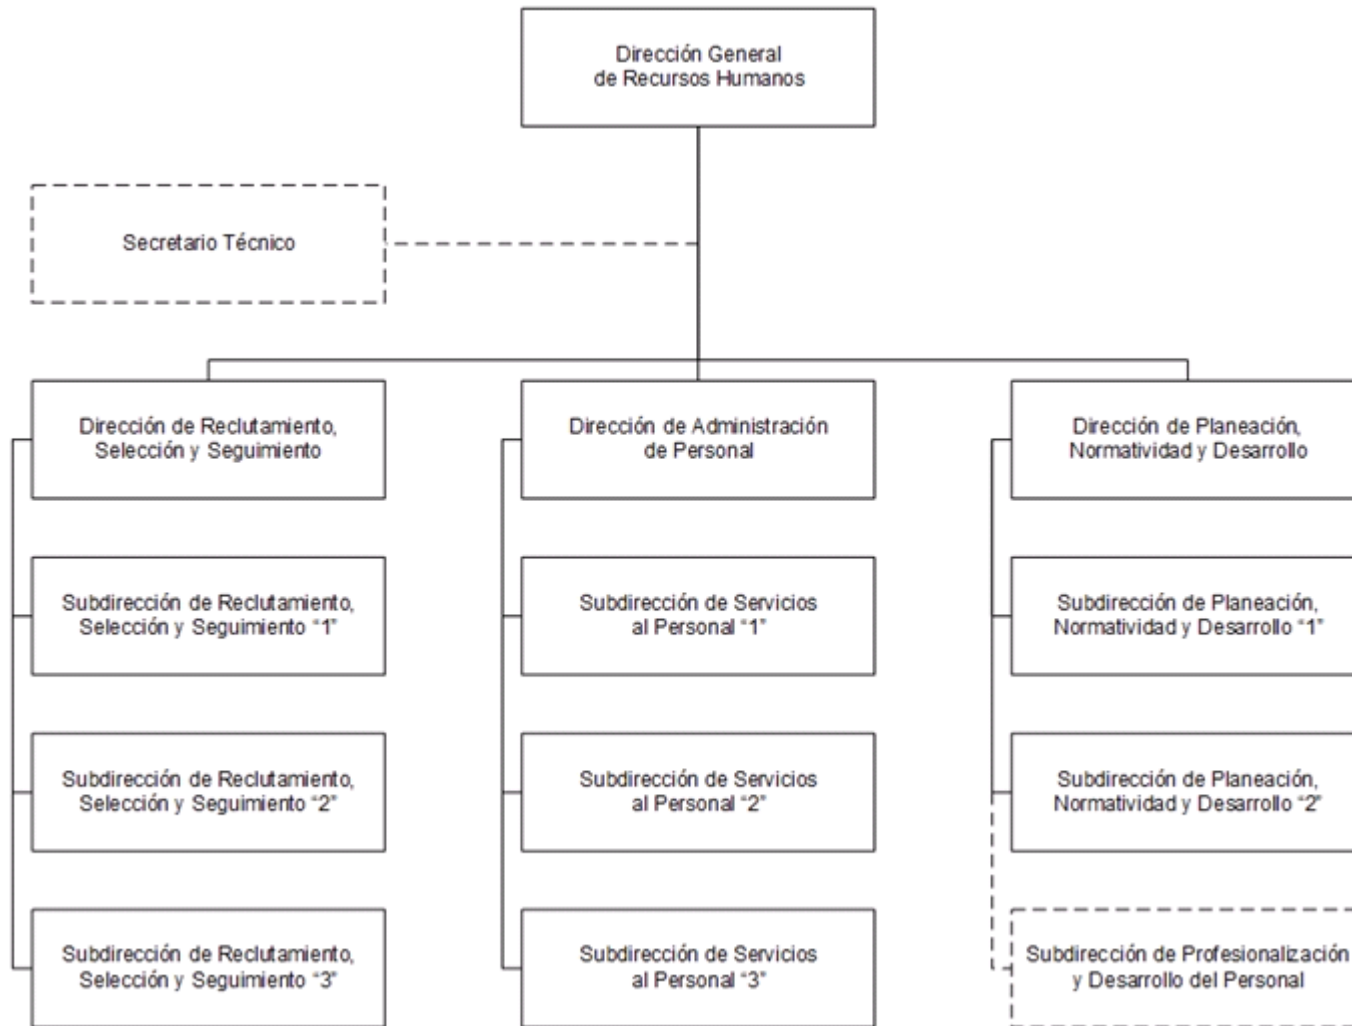 Dirección General
de Recursos Humanos
Secretario Técnico
Dirección de Reclutamiento,
Selección y Seguimiento
Dirección de Administración
de Personal
Dirección de Planeación,
Normatividad y Desarrollo
Subdirección de Reclutamiento,
Selección y Seguimiento “1”
Subdirección de Servicios
al Personal “1”
Subdirección de Planeación,
Normatividad y Desarrollo “1”
Subdirección de Reclutamiento,
Selección y Seguimiento “2”
Subdirección de Servicios
al Personal “2”
Subdirección de Planeación,
Normatividad y Desarrollo “2”
Subdirección de Reclutamiento,
Selección y Seguimiento “3”
Subdirección de Servicios
al Personal “3”
Subdirección de Profesionalización
y Desarrollo del Personal